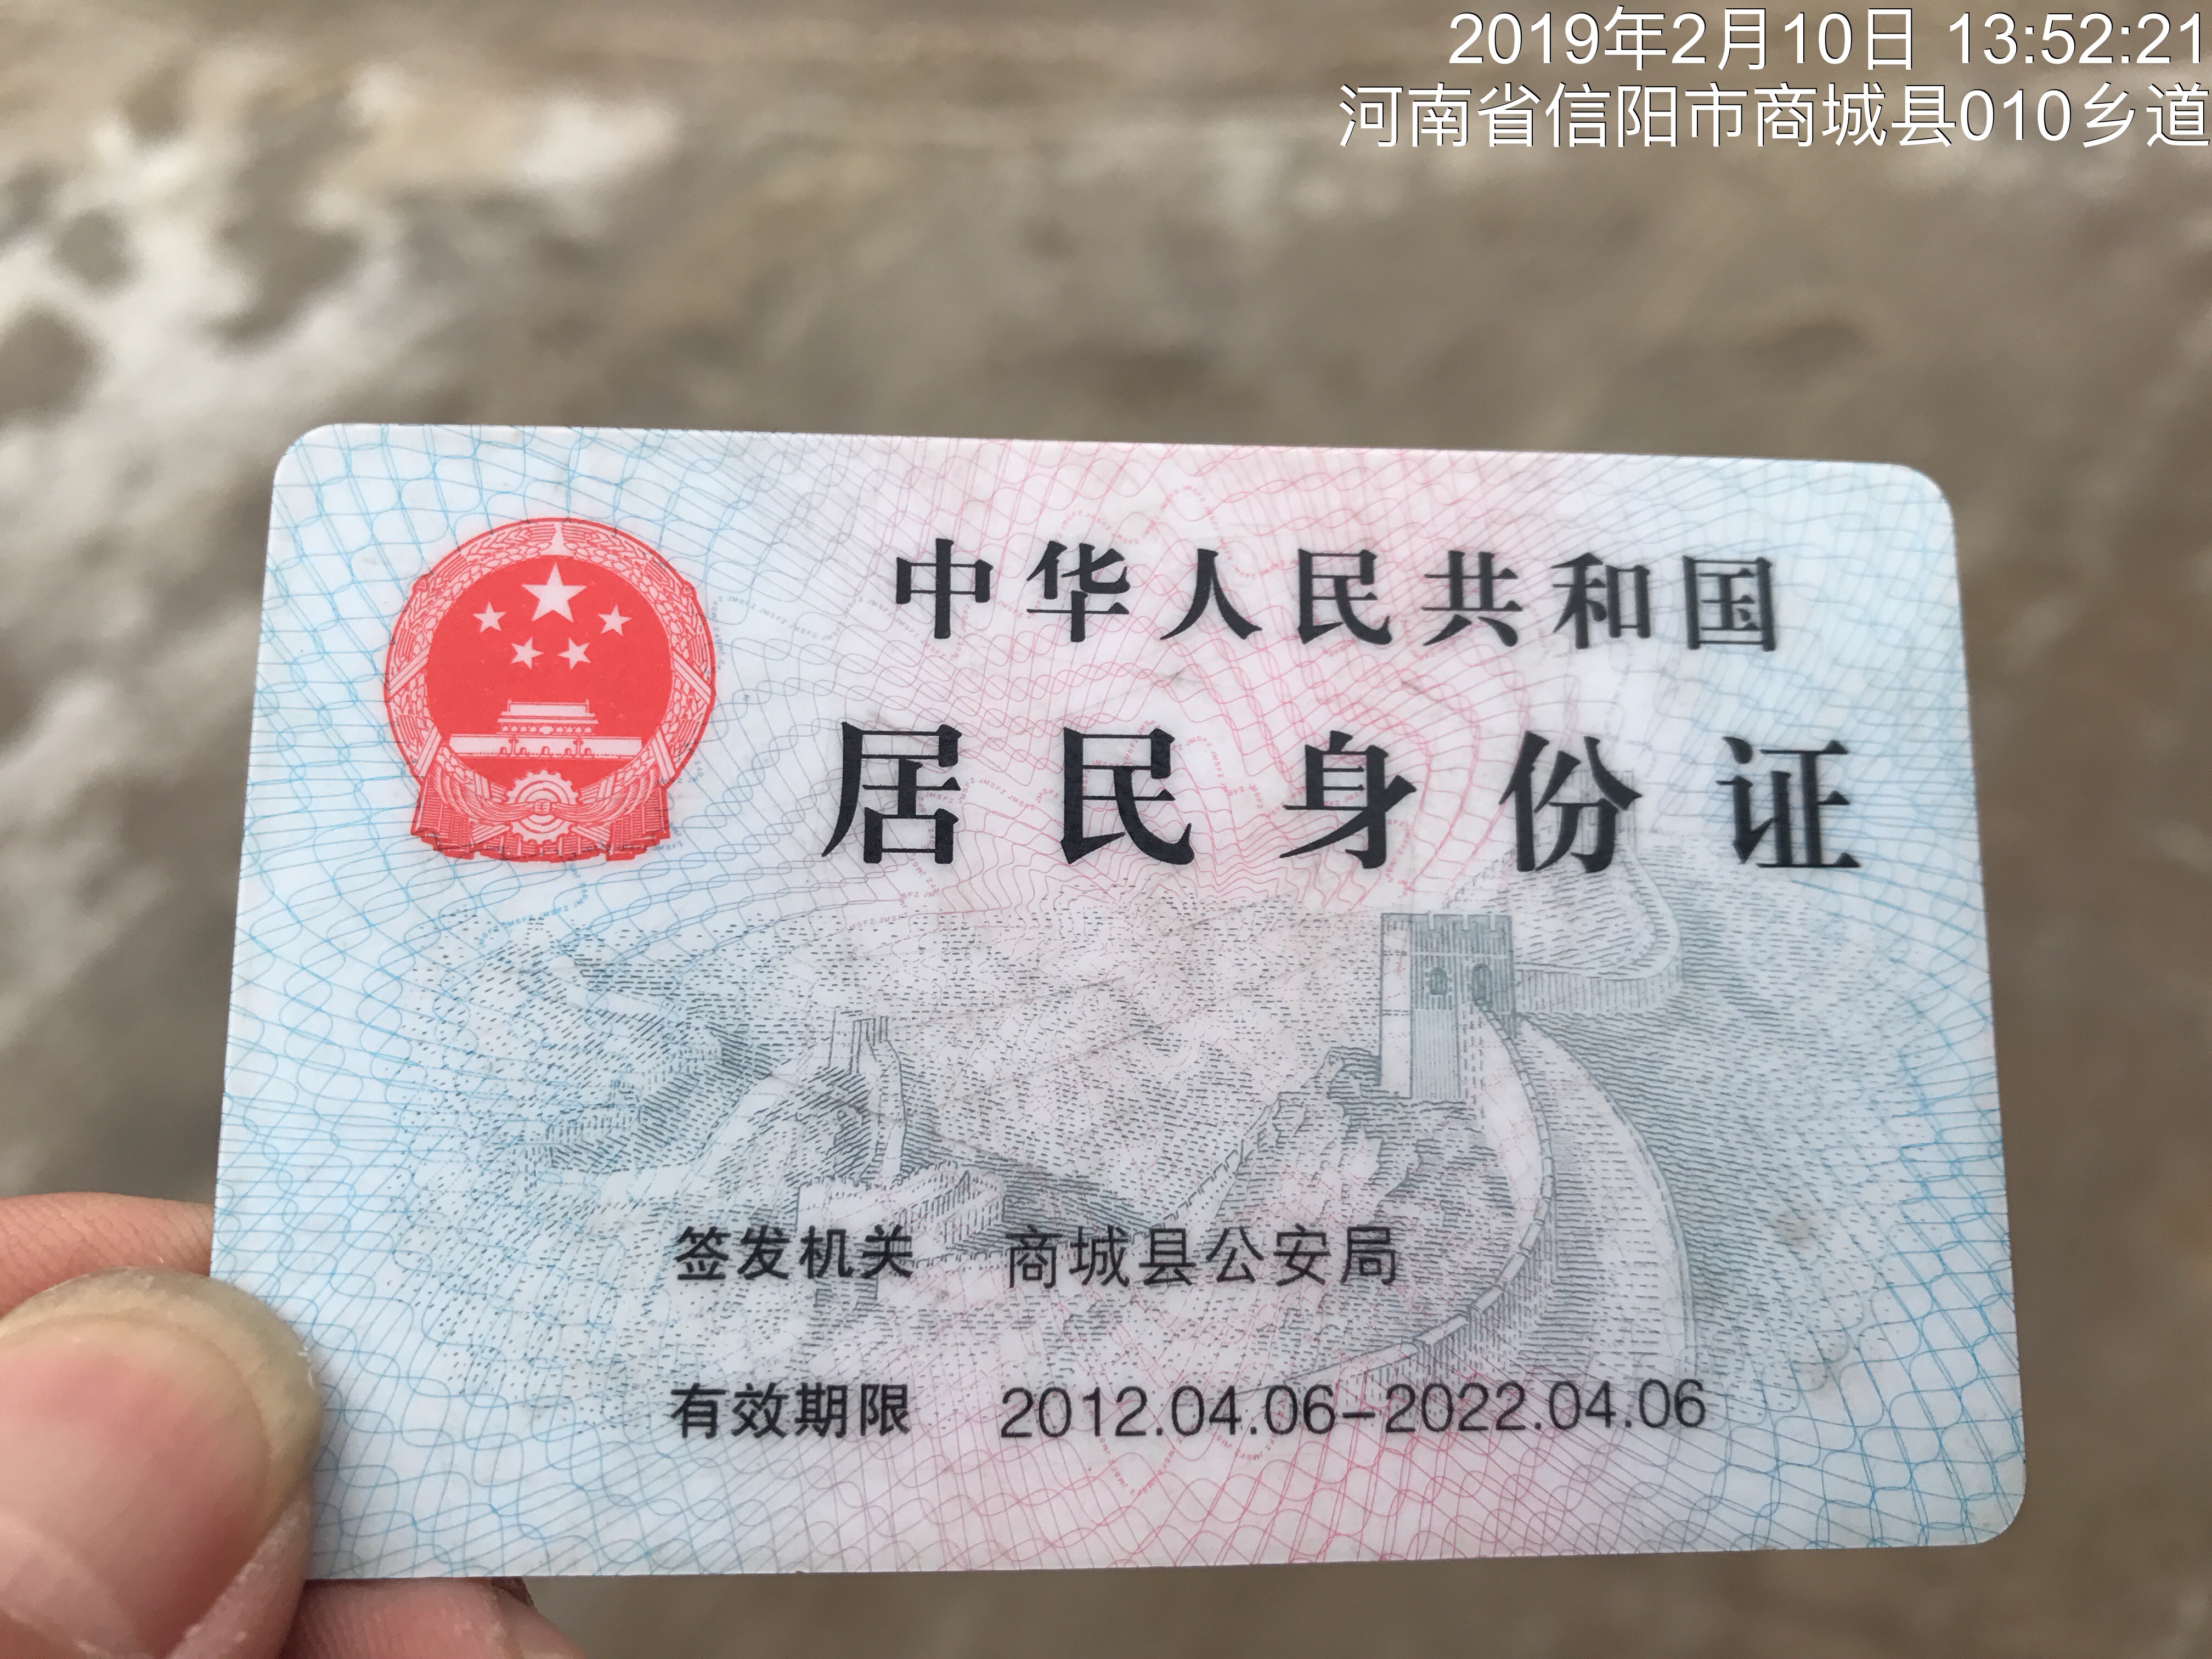 2019年2月10日 13:52:21
河南省信阳市商城县010乡道
中华人民共和国
居民身份证
签发机关 商城县公安局
有效期限 2012.04.06-2022.04.06